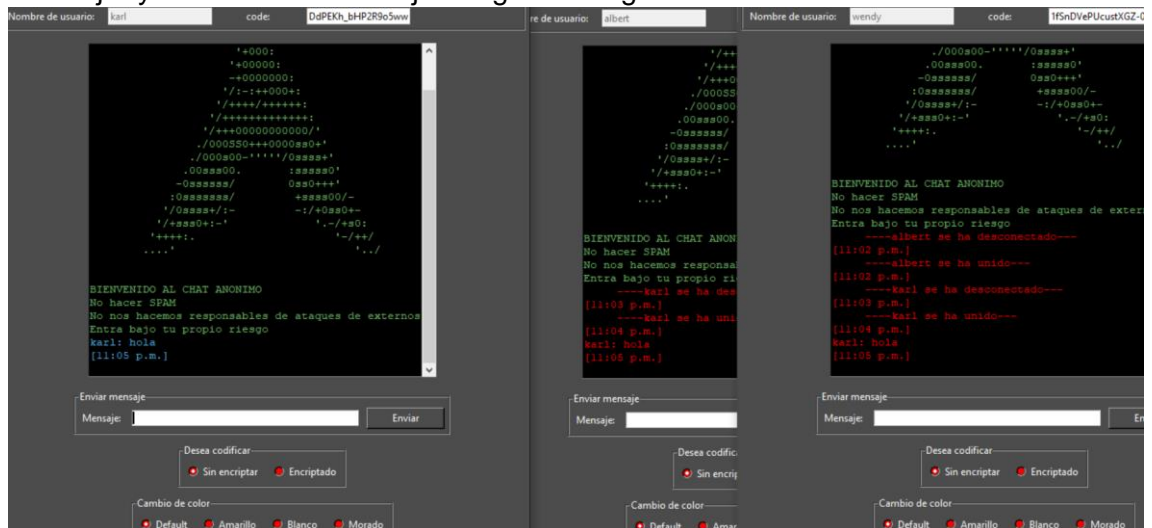 Nombre de usuario: karl code: DdPEKh_bHP2R9o5ww
BIENVENIDO AL CHAT ANONIMO
No hacer SPAM
No nos hacemos responsables de ataques de externos
Entra bajo tu propio riesgo
karl: hola
[11:05 p.m.]
Enviar mensaje
Mensaje: Enviar
Desea codificar
Sin encriptar Encriptado
Cambio de color
Default Amarillo Blanco Morado
re de usuario: albert
BIENVENIDO AL CHAT ANON
No hacer SPAM
No nos hacemos responsa
Entra bajo tu propio ri
----karl se ha des
[11:03 p.m.]
----karl se ha uni
[11:04 p.m.]
karl: hola
[11:05 p.m.]
Enviar mensaje
Mensaje:
Desea codific
Sin encrip
Cambio de color
Default Amar
Nombre de usuario: wendy code:
BIENVENIDO AL CHAT ANONIMO
No hacer SPAM
No nos hacemos responsables de ataques de exter
Entra bajo tu propio riesgo
----albert se ha desconectado---
[11:02 p.m.]
----albert se ha unido---
[11:02 p.m.]
----karl se ha desconectado---
[11:03 p.m.]
----karl se ha unido---
[11:04 p.m.]
karl: hola
[11:05 p.m.]
Enviar mensaje
Mensaje: En
Desea codificar
Sin encriptar Encriptado
Cambio de color
Default Amarillo Blanco Morado